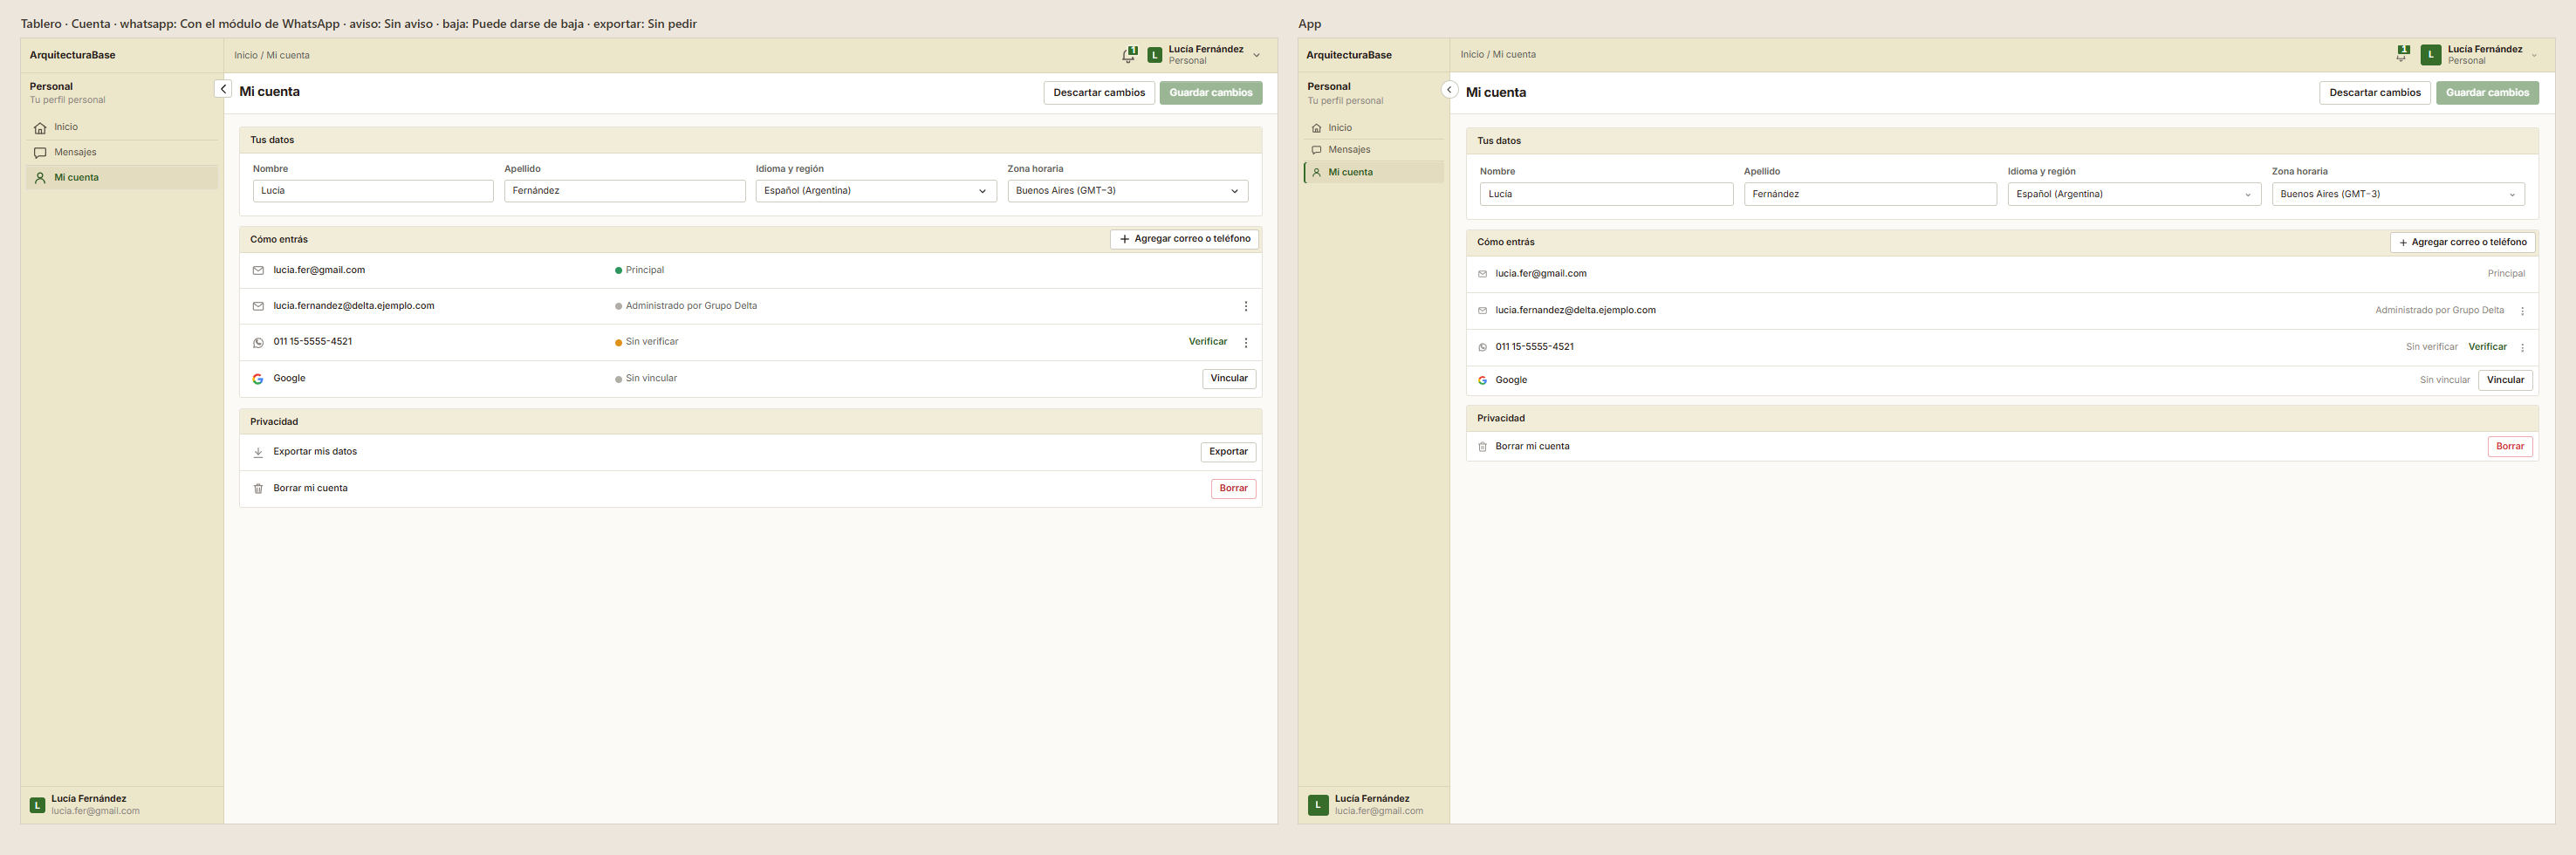 Tablero · Cuenta · whatsapp: Con el módulo de WhatsApp · aviso: Sin aviso · baja: Puede darse de baja · exportar: Sin pedir
ArquitecturaBase
Inicio / Mi cuenta
1
L
Lucía Fernández
Personal
Personal
Tu perfil personal
Inicio
Mensajes
Mi cuenta
Mi cuenta
Descartar cambios
Guardar cambios
Tus datos
Nombre
Apellido
Idioma y región
Zona horaria
Lucía
Fernández
Español (Argentina)
Buenos Aires (GMT−3)
Cómo entrás
Agregar correo o teléfono
lucia.fer@gmail.com
Principal
lucia.fernandez@delta.ejemplo.com
Administrado por Grupo Delta
011 15-5555-4521
Sin verificar
Verificar
Google
Sin vincular
Vincular
Privacidad
Exportar mis datos
Exportar
Borrar mi cuenta
Borrar
L
Lucía Fernández
lucia.fer@gmail.com
App
ArquitecturaBase
Inicio / Mi cuenta
1
L
Lucía Fernández
Personal
Personal
Tu perfil personal
Inicio
Mensajes
Mi cuenta
Mi cuenta
Descartar cambios
Guardar cambios
Tus datos
Nombre
Apellido
Idioma y región
Zona horaria
Lucía
Fernández
Español (Argentina)
Buenos Aires (GMT−3)
Cómo entrás
Agregar correo o teléfono
lucia.fer@gmail.com
Principal
lucia.fernandez@delta.ejemplo.com
Administrado por Grupo Delta
011 15-5555-4521
Sin verificar
Verificar
Google
Sin vincular
Vincular
Privacidad
Borrar mi cuenta
Borrar
L
Lucía Fernández
lucia.fer@gmail.com